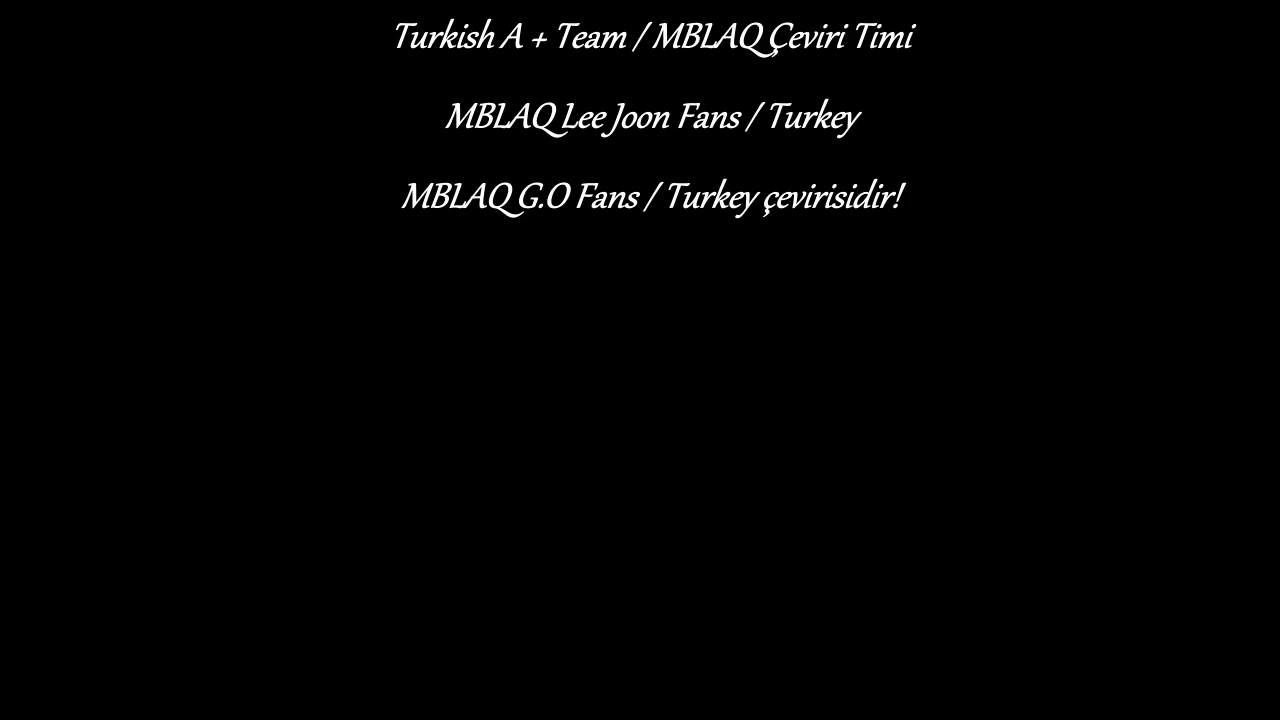 Turkish A + Team / MBLAQ Çeviri Timi
MBLAQ Lee Joon Fans / Turkey
MBLAQ G.O Fans / Turkey çevirisidir!